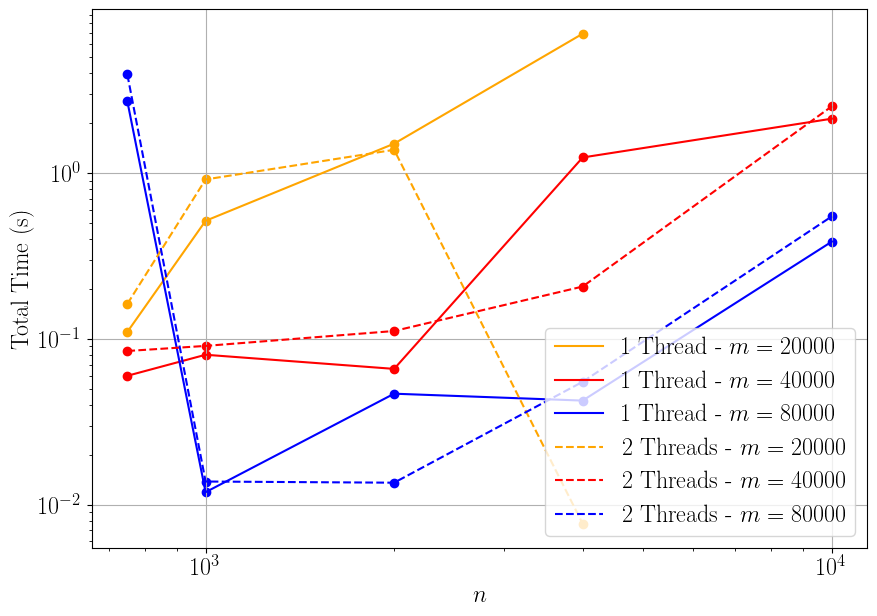 Total Time (s)
10^0
10^{-1}
10^{-2}
1 Thread - m = 20000
1 Thread - m = 40000
1 Thread - m = 80000
2 Threads - m = 20000
2 Threads - m = 40000
2 Threads - m = 80000
10^3
10^4
n